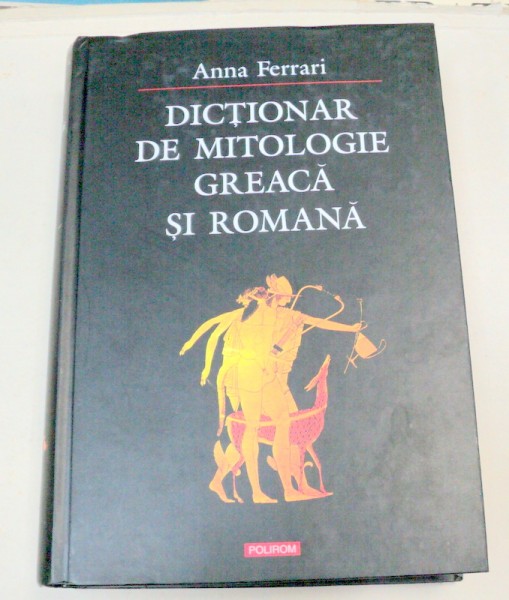 Anna Ferrari
DICȚIONAR
DE MITOLOGIE
GREACĂ
ȘI ROMANĂ
POLIROM